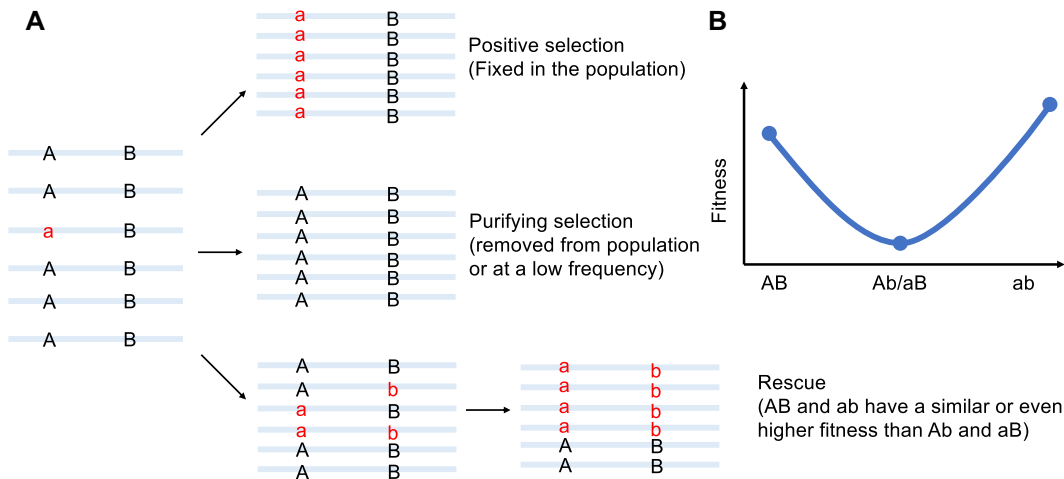 A
A B
A B
a B
A B
A B
A B
a B
a B
a B
a B
a B
a B
Positive selection
(Fixed in the population)
A B
A B
A B
A B
A B
A B
Purifying selection
(removed from population
or at a low frequency)
A B
A b
a B
a b
A B
A B
a b
a b
a b
a b
A B
A B
Rescue
(AB and ab have a similar or even
higher fitness than Ab and aB)
B
Fitness
AB Ab/aB ab